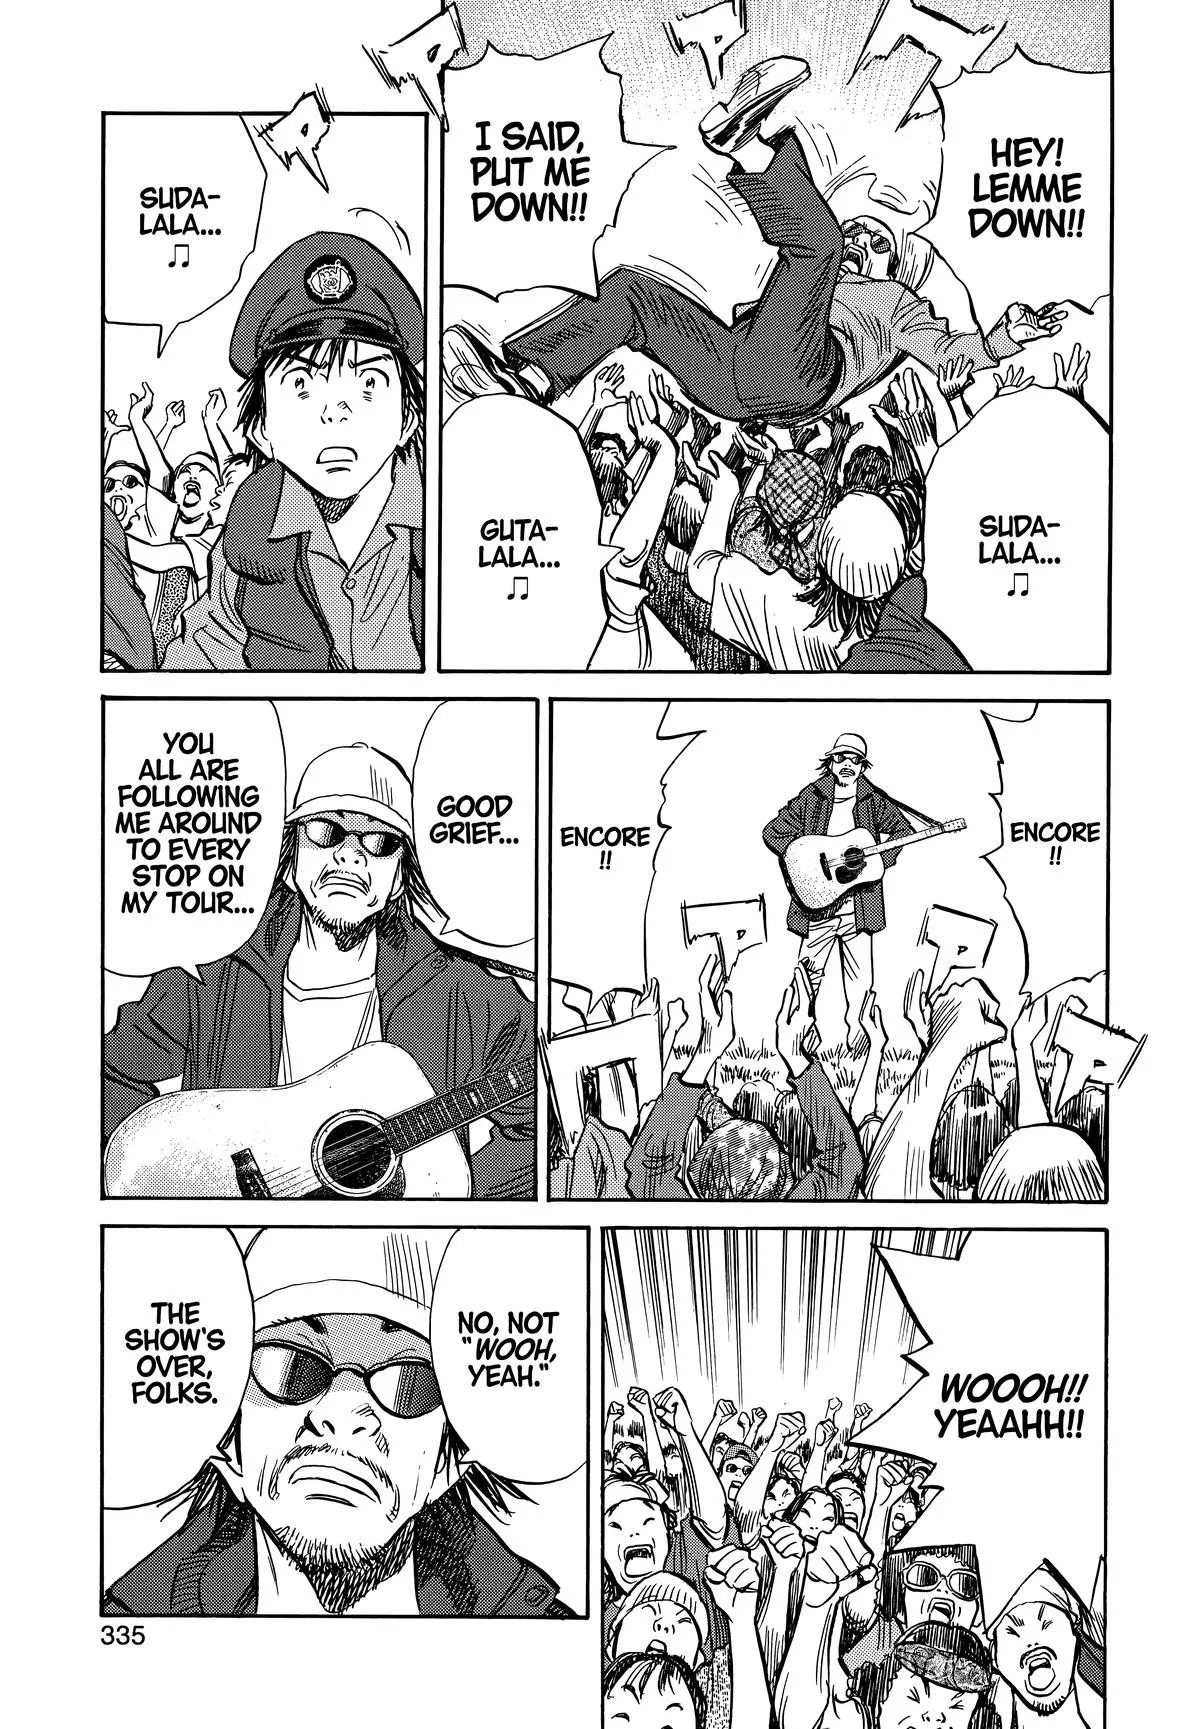 HEY!
LEMME
DOWN!!
I SAID,
PUT ME
DOWN!!
SUDA-
LALA...
♫
GUTA-
LALA...
♫
SUDA-
LALA...
♫
ENCORE
!!
ENCORE
!!
GOOD
GRIEF...
YOU
ALL ARE
FOLLOWING
ME AROUND
TO EVERY
STOP ON
MY TOUR...
WOOOH!!
YEAAHH!!
NO, NOT
"WOOH,
YEAH."
THE
SHOW'S
OVER,
FOLKS.
335